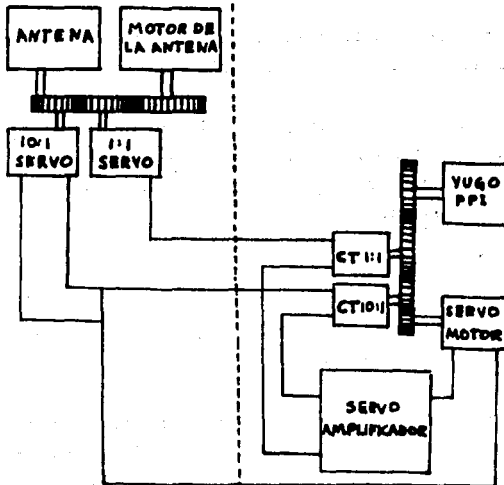 ANTENA
MOTOR DE
LA ANTENA
10:1
SERVO
1:1
SERVO
YUGO
PPI
CT 1:1
CT 10:1
SERVO
MOTOR
SERVO
AMPLIFICADOR